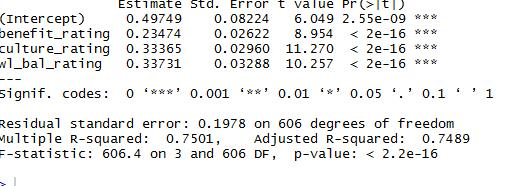 Estimate Std. Error t value Pr(>|t|)
(Intercept) 0.49749 0.08224 6.049 2.55e-09 ***
benefit_rating 0.23474 0.02622 8.954 < 2e-16 ***
culture_rating 0.33365 0.02960 11.270 < 2e-16 ***
wl_bal_rating 0.33731 0.03288 10.257 < 2e-16 ***
---
Signif. codes: 0 ‘***’ 0.001 ‘**’ 0.01 ‘*’ 0.05 ‘.’ 0.1 ‘ ’ 1
Residual standard error: 0.1978 on 606 degrees of freedom
Multiple R-squared: 0.7501, Adjusted R-squared: 0.7489
F-statistic: 606.4 on 3 and 606 DF, p-value: < 2.2e-16
>